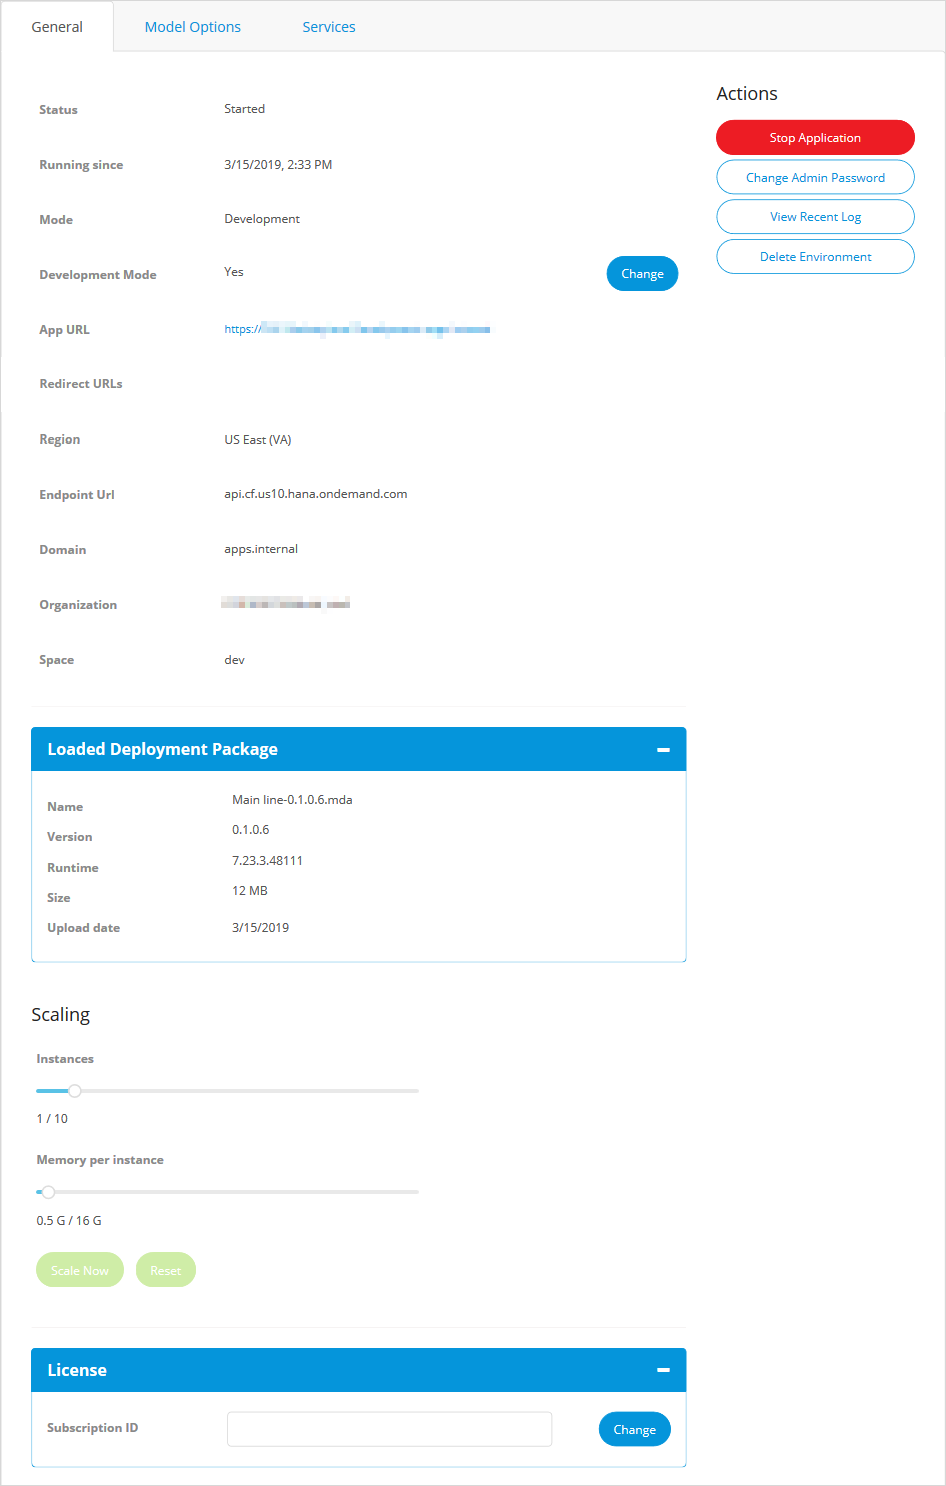 General Model Options Services
Actions
Status Started
Stop Application
Running since 3/15/2019, 2:33 PM
Change Admin Password
Mode Development
View Recent Log
Delete Environment
Development Mode Yes Change
App URL https://
Redirect URLs
Region US East (VA)
Endpoint Url api.cf.us10.hana.ondemand.com
Domain apps.internal
Organization
Space dev
Loaded Deployment Package
Name Main line-0.1.0.6.mda
Version 0.1.0.6
Runtime 7.23.3.48111
Size 12 MB
Upload date 3/15/2019
Scaling
Instances
1 / 10
Memory per instance
0.5 G / 16 G
Scale Now Reset
License
Subscription ID Change